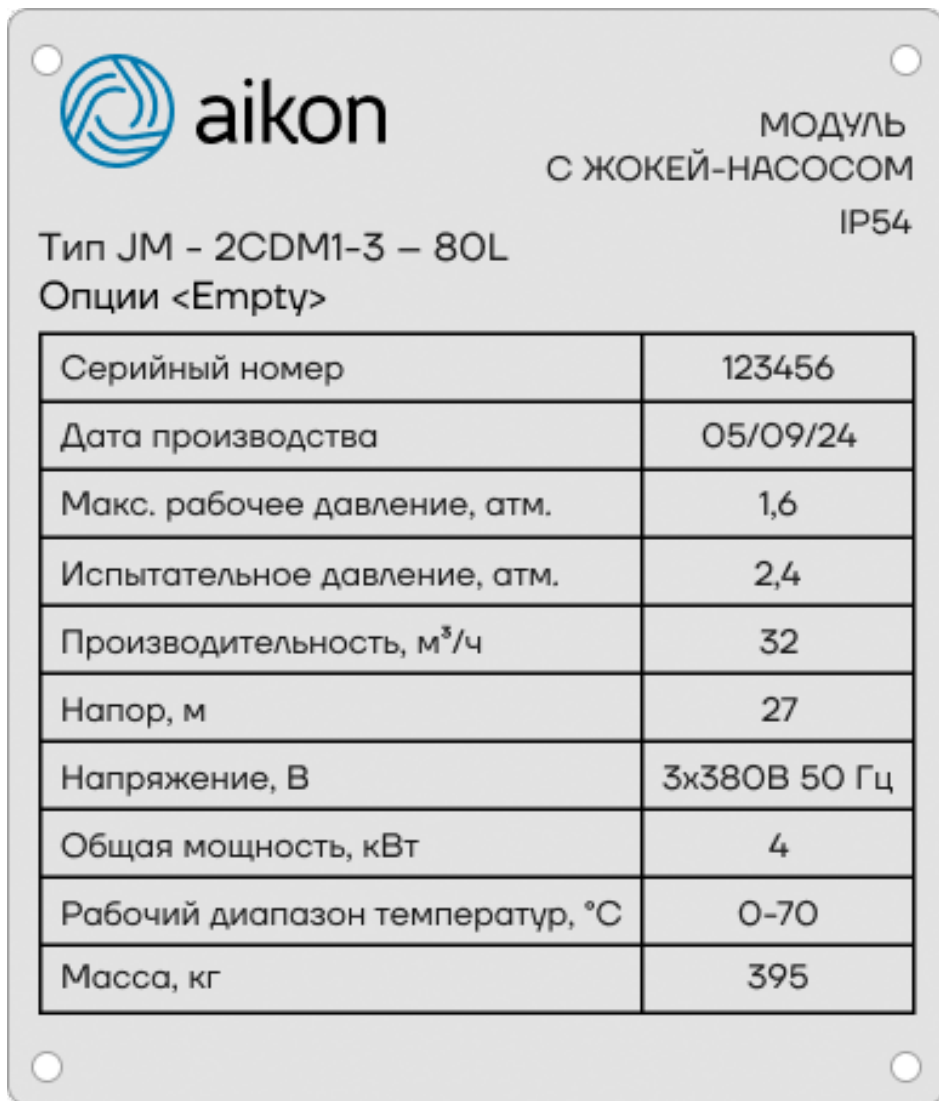 aikon
МОДУЛЬ
С ЖОКЕЙ-НАСОСОМ
IP54
Тип JM - 2CDM1-3 – 80L
Опции <Empty>
Серийный номер 123456
Дата производства 05/09/24
Макс. рабочее давление, атм. 1,6
Испытательное давление, атм. 2,4
Производительность, м³/ч 32
Напор, м 27
Напряжение, В 3х380В 50 Гц
Общая мощность, кВт 4
Рабочий диапазон температур, °C 0-70
Масса, кг 395